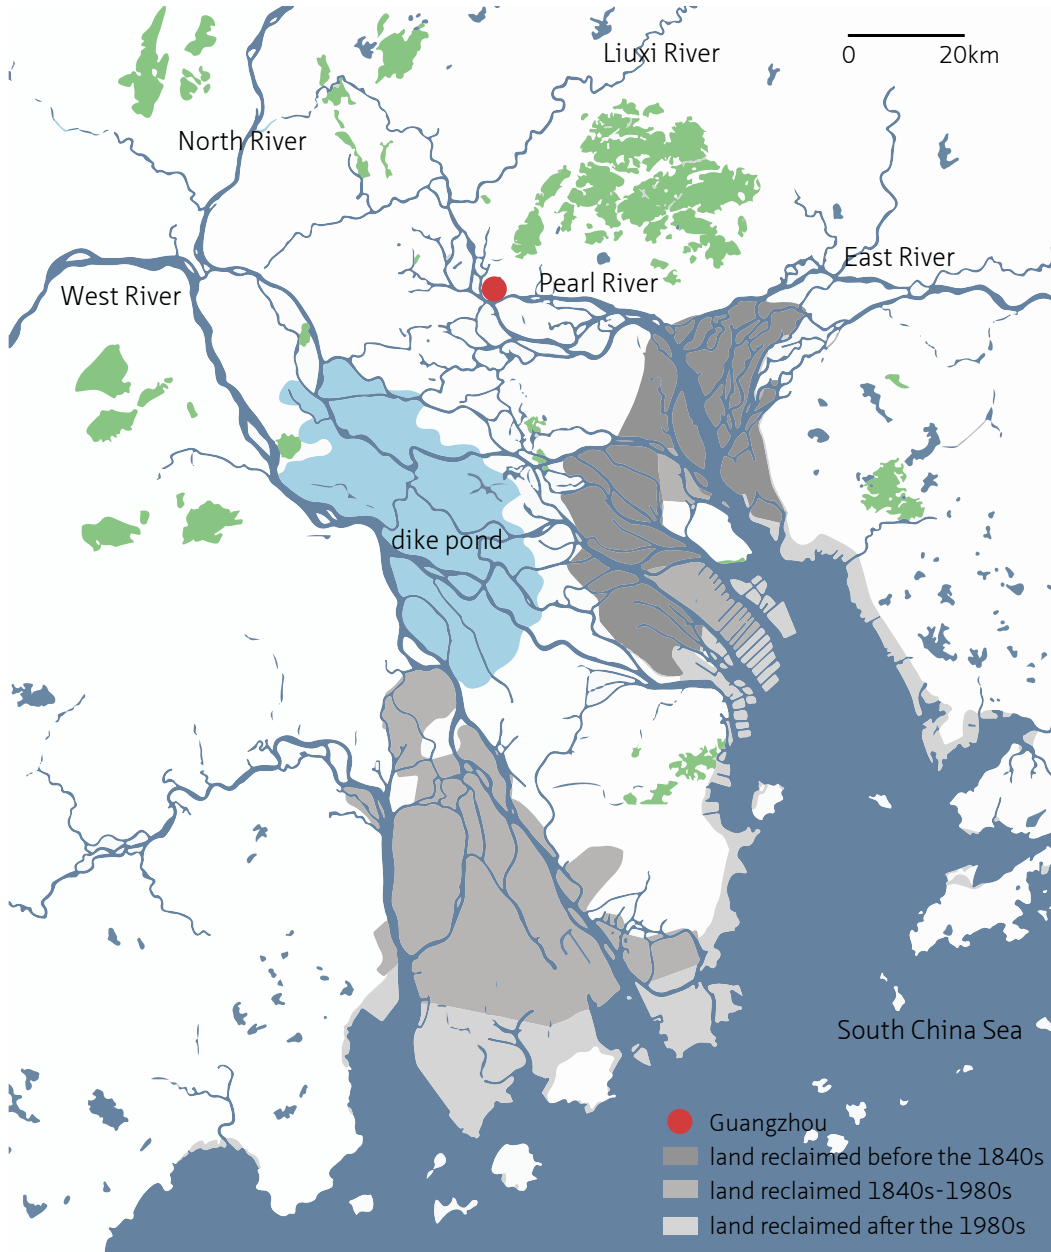 Liuxi River
0 20km
North River
East River
Pearl River
West River
dike pond
South China Sea
Guangzhou
land reclaimed before the 1840s
land reclaimed 1840s-1980s
land reclaimed after the 1980s